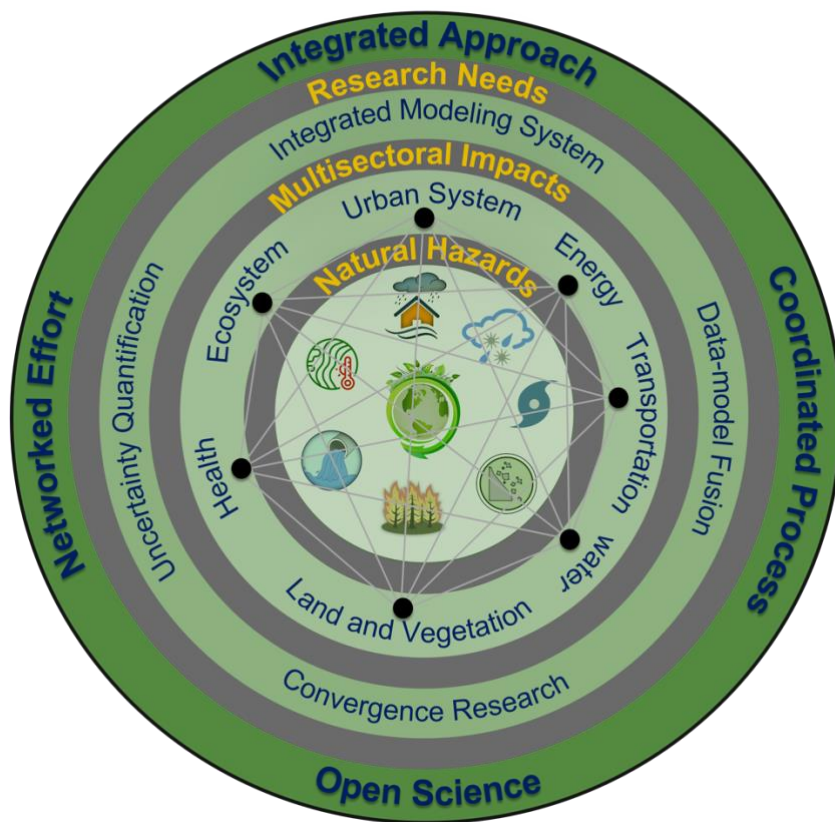 Integrated Approach
Research Needs
Integrated Modeling System
Multisectoral Impacts
Urban System
Natural Hazards
Ecosystem
Energy
Networked Effort
Uncertainty Quantification
Health
Transportation
Data-model Fusion
Coordinated Process
water
Land and Vegetation
Convergence Research
Open Science